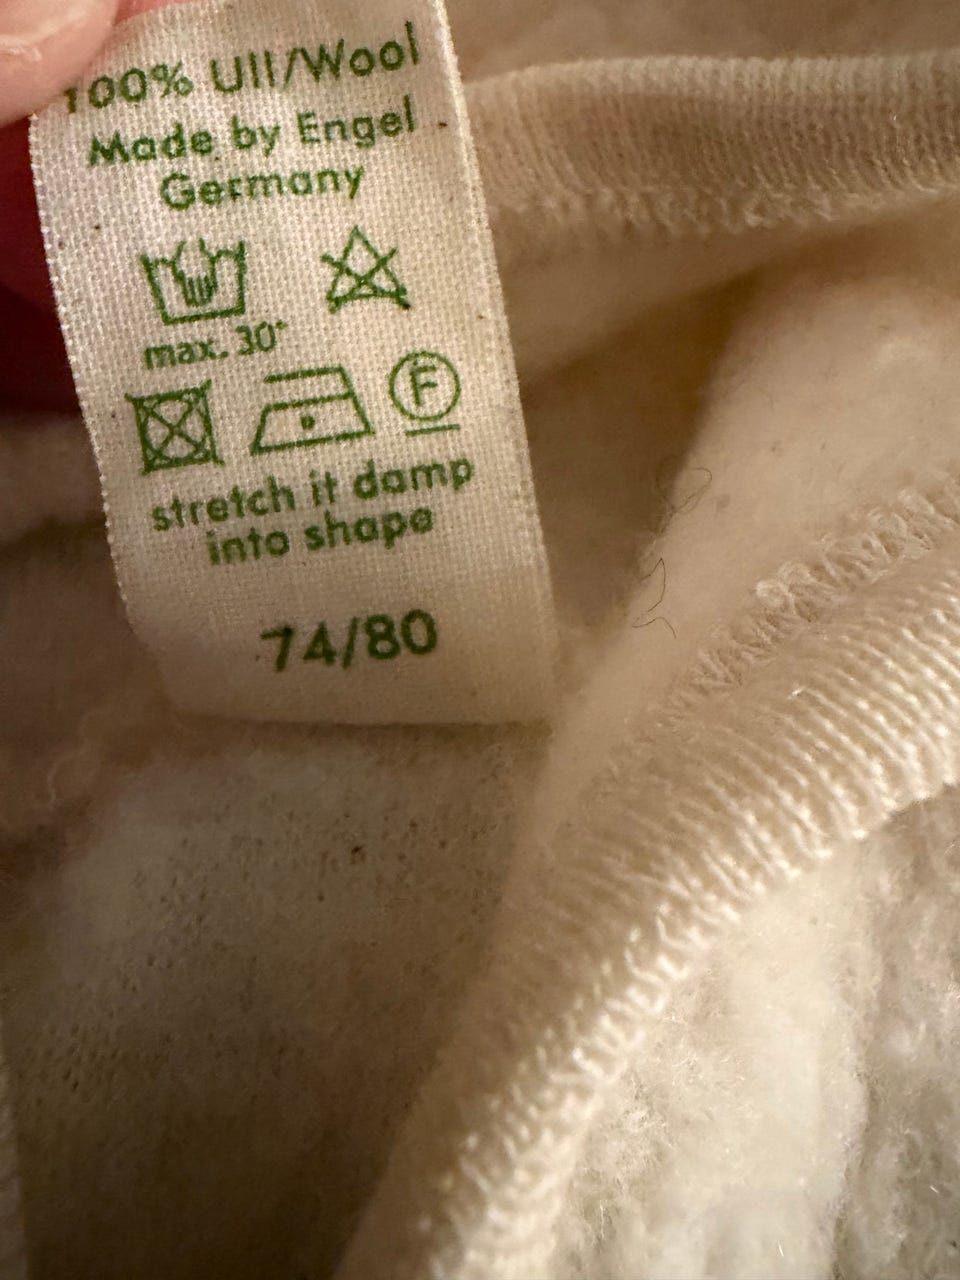 100% Ull/Wool
Made by Engel
Germany
max. 30°
F
stretch it damp
into shape
74/80